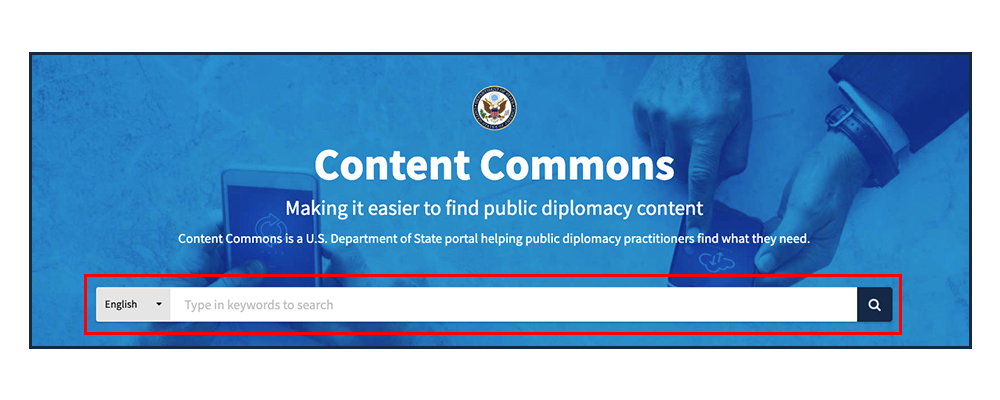 Content Commons
Making it easier to find public diplomacy content
Content Commons is a U.S. Department of State portal helping public diplomacy practitioners find what they need.
English
Type in keywords to search